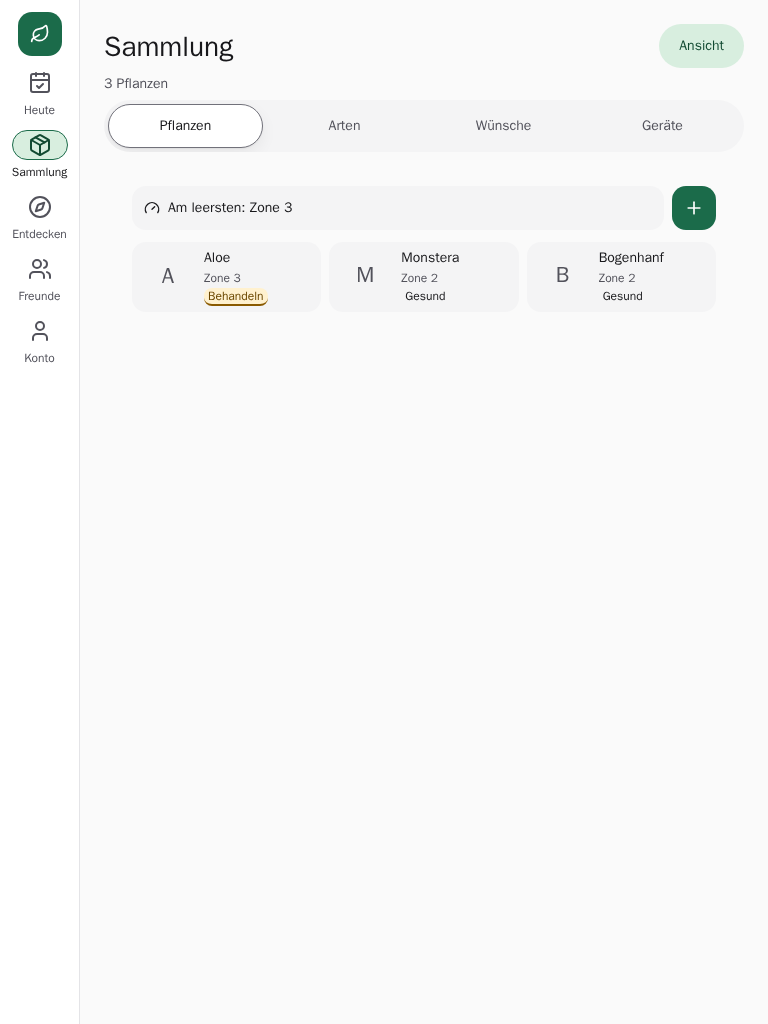 Sammlung
Ansicht
3 Pflanzen
Heute
Sammlung
Entdecken
Freunde
Konto
Pflanzen
Arten
Wünsche
Geräte
Am leersten: Zone 3
A
Aloe
Zone 3
Behandeln
M
Monstera
Zone 2
Gesund
B
Bogenhanf
Zone 2
Gesund